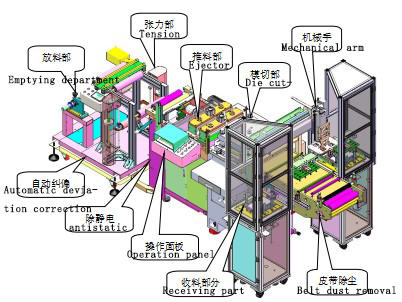 张力部
Tension
机械手
Mechanical arm
放料部
Emptying department
推料部
Ejector
模切部
Die cut-
自动纠偏
Automatic devia-
tion correction
除静电
antistatic
操作面板
Operation panel
收料部分
Receiving part
皮带除尘
Belt dust removal